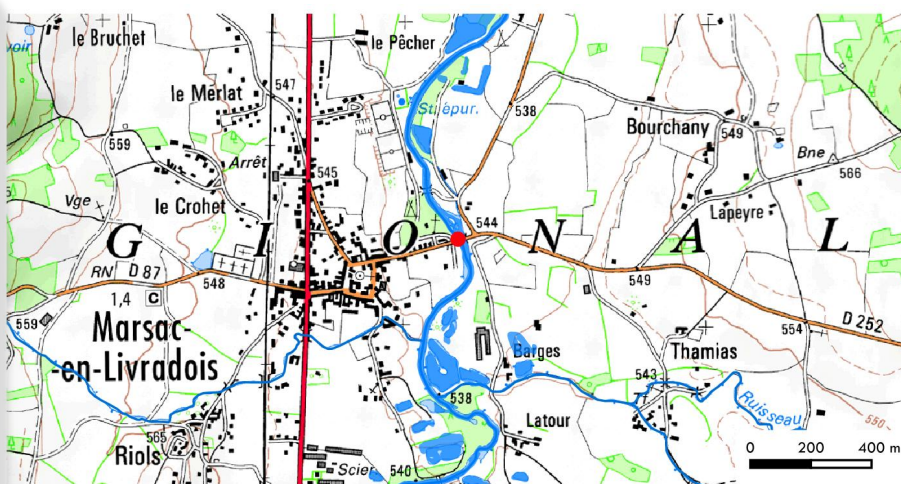 le Bruchet
le Pêcher
voir
547
le Merlat
St épur.
538
Bourchany
549
559
Arrêt
545
Bne
566
Vge
le Crohet
Lapeyre
544
G I O N A L
RN D 87
548
549
1,4 C
559
Marsac-
-en-Livradois
554
D 252
Barges
Thamias
543
538
Ruisseau
550
Latour
565
Riols
Scier
540
0 200 400 m